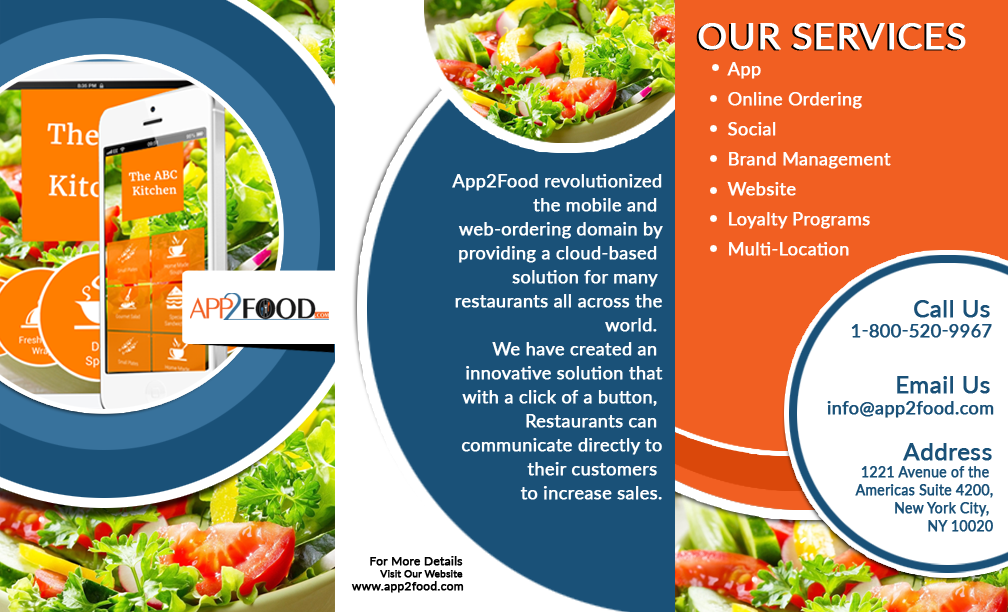 8:00 PM
The
Kitc
The ABC
Kitchen
Fresh
Wra
D
Sp
APP2FOOD.COM
App2Food revolutionized
the mobile and
web-ordering domain by
providing a cloud-based
solution for many
restaurants all across the
world.
We have created an
innovative solution that
with a click of a button,
Restaurants can
communicate directly to
their customers
to increase sales.
For More Details
Visit Our Website
www.app2food.com
OUR SERVICES
• App
• Online Ordering
• Social
• Brand Management
• Website
• Loyalty Programs
• Multi-Location
Call Us
1-800-520-9967
Email Us
info@app2food.com
Address
1221 Avenue of the
Americas Suite 4200,
New York City,
NY 10020